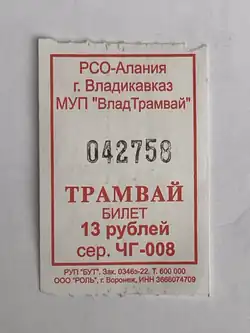 РСО-Алания
г. Владикавказ
МУП "ВладТрамвай"
042758
ТРАМВАЙ
БИЛЕТ
13 рублей
сер. ЧГ-008
РУП "БУТ", Зак. 0346з-22, Т. 600 000
ООО "РОЛЬ", г. Воронеж, ИНН 3666074709